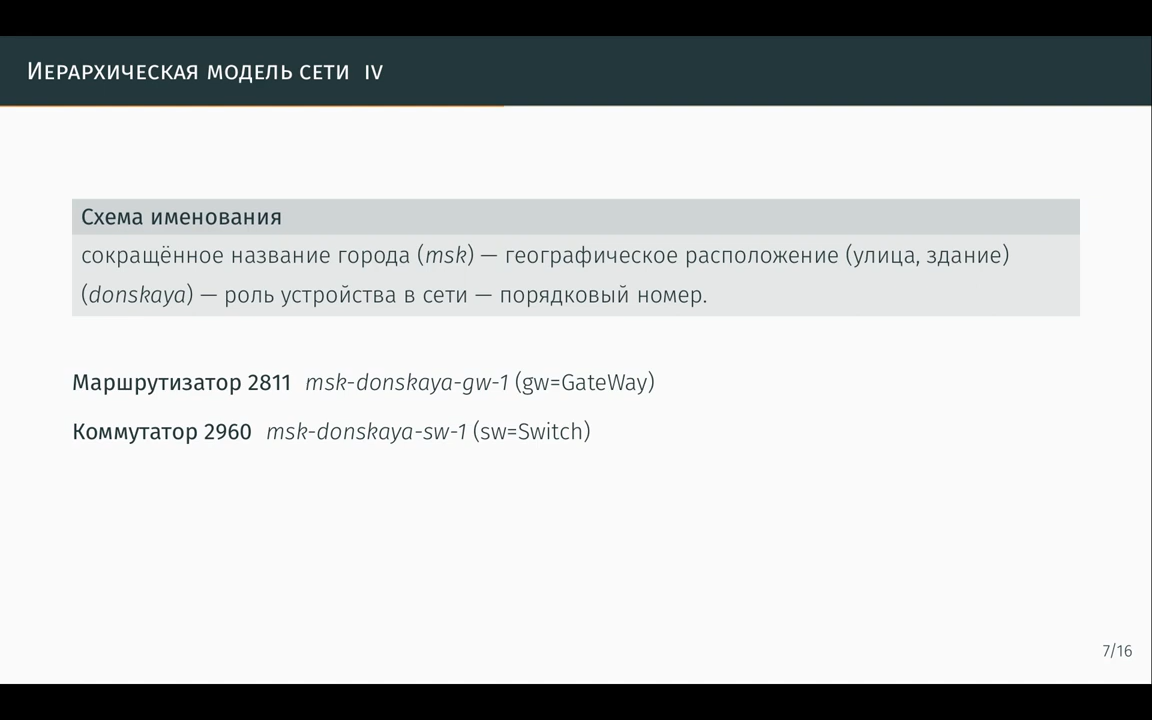 Иерархическая модель сети IV
Схема именования
сокращённое название города (msk) — географическое расположение (улица, здание)
(donskaya) — роль устройства в сети — порядковый номер.
Маршрутизатор 2811 msk-donskaya-gw-1 (gw=GateWay)
Коммутатор 2960 msk-donskaya-sw-1 (sw=Switch)
7/16